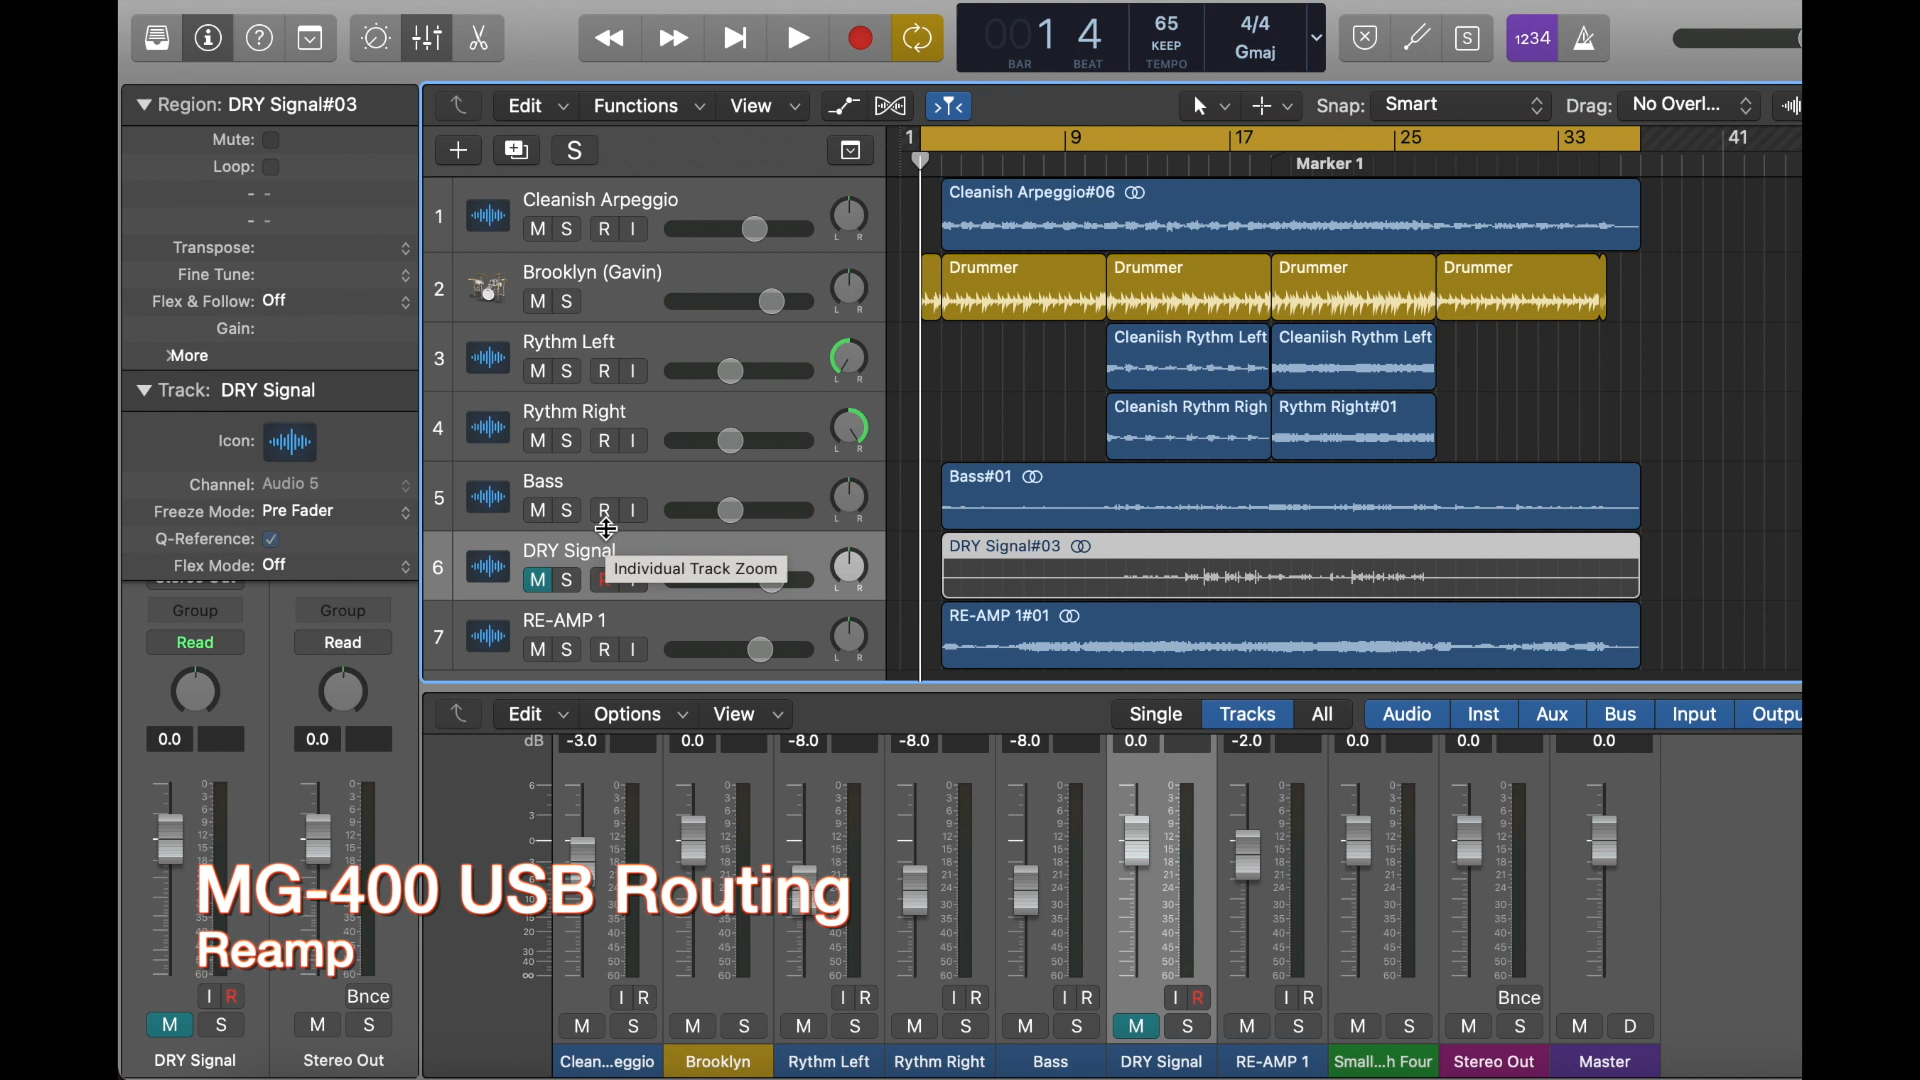 001 4
65
KEEP
4/4
Gmaj
BAR BEAT TEMPO
S
1234
Region: DRY Signal#03
Edit Functions View
Snap: Smart
Drag: No Overl...
Mute:
Loop:
- -
- -
Transpose:
Fine Tune:
Flex & Follow: Off
Gain:
More
Track: DRY Signal
Icon:
Channel: Audio 5
Freeze Mode: Pre Fader
Q-Reference:
Flex Mode: Off
S
1 9 17 25 33 41
Marker 1
1 Cleanish Arpeggio
M S R I
L R
Cleanish Arpeggio#06
2 Brooklyn (Gavin)
M S
L R
Drummer Drummer Drummer Drummer
3 Rythm Left
M S R I
L R
Cleaniish Rythm Left Cleaniish Rythm Left
4 Rythm Right
M S R I
L R
Cleanish Rythm Righ Rythm Right#01
5 Bass
M S R I
L R
Bass#01
6 DRY Signal
Individual Track Zoom
M S R I
L R
DRY Signal#03
7 RE-AMP 1
M S R I
L R
RE-AMP 1#01
Group Group
Read Read
0.0 0.0
Edit Options View
Single Tracks All Audio Inst Aux Bus Input Outpu
dB -3.0 0.0 -8.0 -8.0 -8.0 0.0 -2.0 0.0 0.0 0.0
MG-400 USB Routing
Reamp
I R Bnce
M S M S
DRY Signal Stereo Out
I R I R I R I R I R I R Bnce
M S M S M S M S M S M S M S M S M S M D
Clean...eggio Brooklyn Rythm Left Rythm Right Bass DRY Signal RE-AMP 1 Small...h Four Stereo Out Master